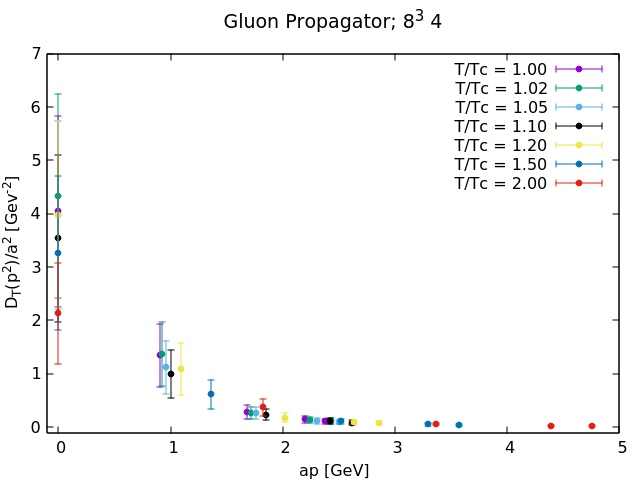 Gluon Propagator; 8³ 4
T/Tc = 1.00
T/Tc = 1.02
T/Tc = 1.05
T/Tc = 1.10
T/Tc = 1.20
T/Tc = 1.50
T/Tc = 2.00
D_T(p²)/a² [Gev⁻²]
7
6
5
4
3
2
1
0
0 1 2 3 4 5
ap [GeV]